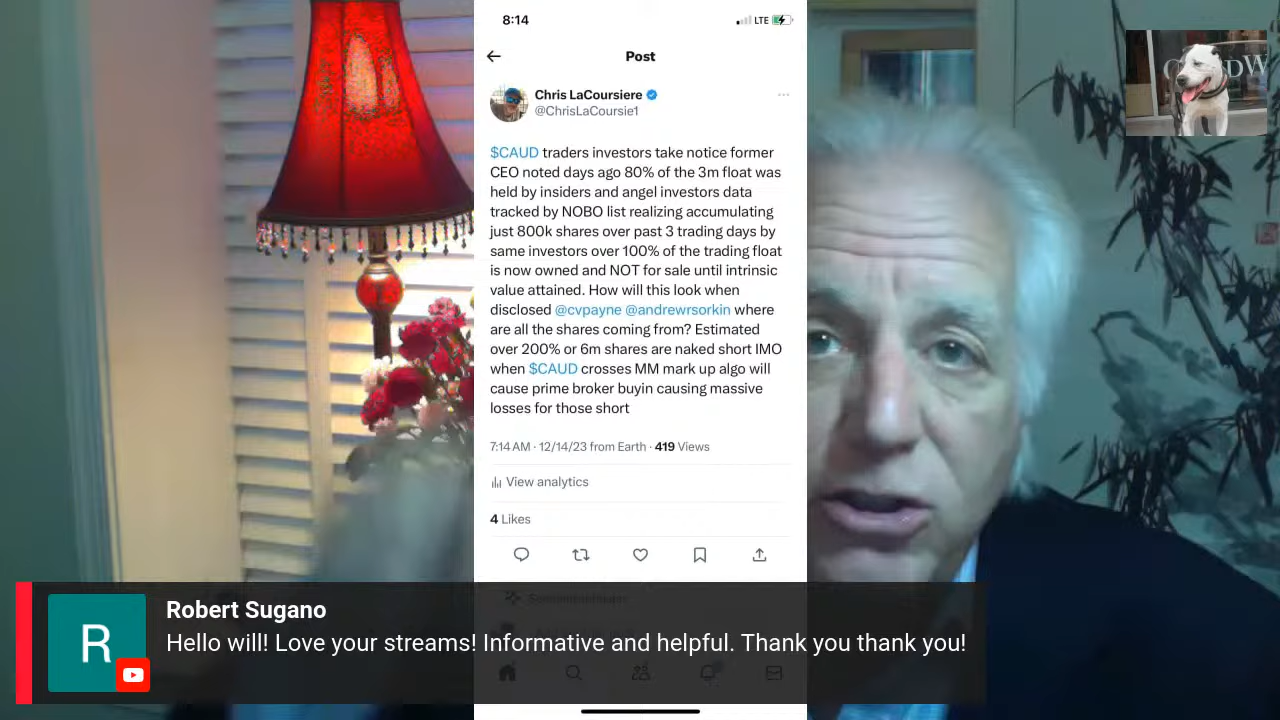 8:14
LTE
Post
Chris LaCoursiere
@ChrisLaCoursie1
$CAUD traders investors take notice former
CEO noted days ago 80% of the 3m float was
held by insiders and angel investors data
tracked by NOBO list realizing accumulating
just 800k shares over past 3 trading days by
same investors over 100% of the trading float
is now owned and NOT for sale until intrinsic
value attained. How will this look when
disclosed @cvpayne @andrewrsorkin where
are all the shares coming from? Estimated
over 200% or 6m shares are naked short IMO
when $CAUD crosses MM mark up algo will
cause prime broker buyin causing massive
losses for those short
7:14 AM · 12/14/23 from Earth · 419 Views
View analytics
4 Likes
R
Robert Sugano
Hello will! Love your streams! Informative and helpful. Thank you thank you!